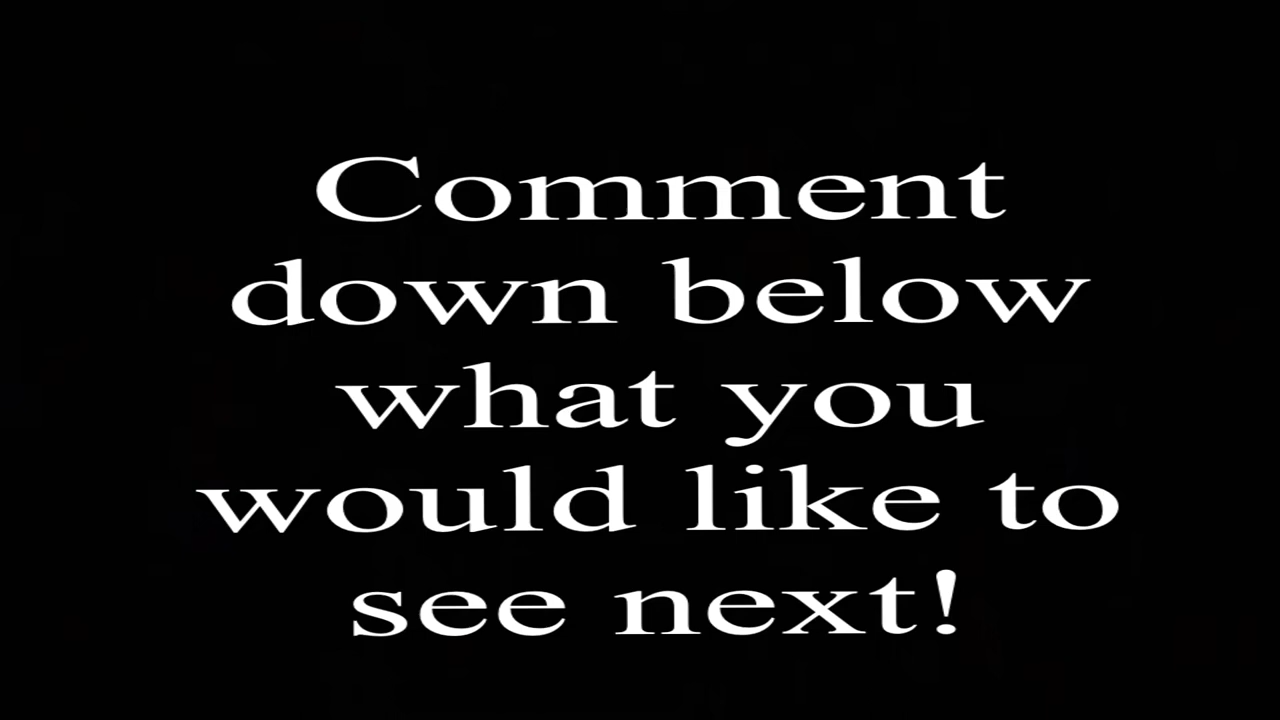 Comment
down below
what you
would like to
see next!